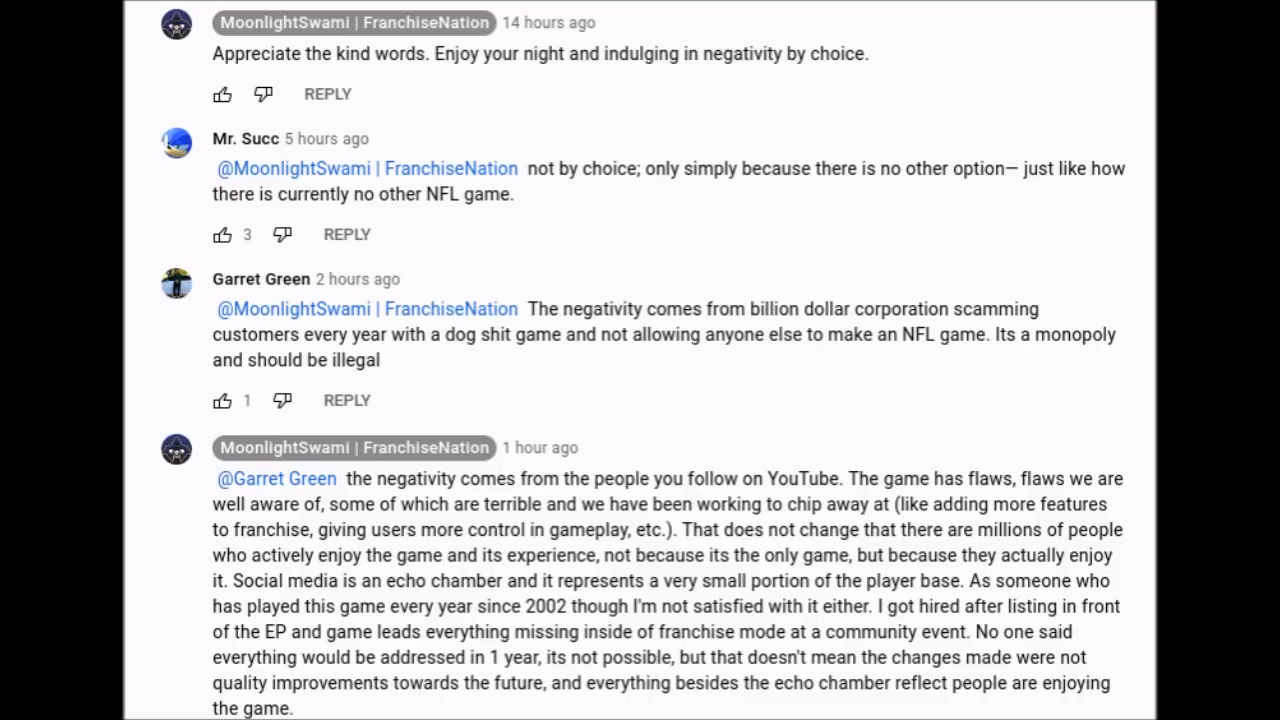 MoonlightSwami | FranchiseNation 14 hours ago
Appreciate the kind words. Enjoy your night and indulging in negativity by choice.
REPLY
Mr. Succ 5 hours ago
@MoonlightSwami | FranchiseNation not by choice; only simply because there is no other option— just like how
there is currently no other NFL game.
3 REPLY
Garret Green 2 hours ago
@MoonlightSwami | FranchiseNation The negativity comes from billion dollar corporation scamming
customers every year with a dog shit game and not allowing anyone else to make an NFL game. Its a monopoly
and should be illegal
1 REPLY
MoonlightSwami | FranchiseNation 1 hour ago
@Garret Green the negativity comes from the people you follow on YouTube. The game has flaws, flaws we are
well aware of, some of which are terrible and we have been working to chip away at (like adding more features
to franchise, giving users more control in gameplay, etc.). That does not change that there are millions of people
who actively enjoy the game and its experience, not because its the only game, but because they actually enjoy
it. Social media is an echo chamber and it represents a very small portion of the player base. As someone who
has played this game every year since 2002 though I'm not satisfied with it either. I got hired after listing in front
of the EP and game leads everything missing inside of franchise mode at a community event. No one said
everything would be addressed in 1 year, its not possible, but that doesn't mean the changes made were not
quality improvements towards the future, and everything besides the echo chamber reflect people are enjoying
the game.